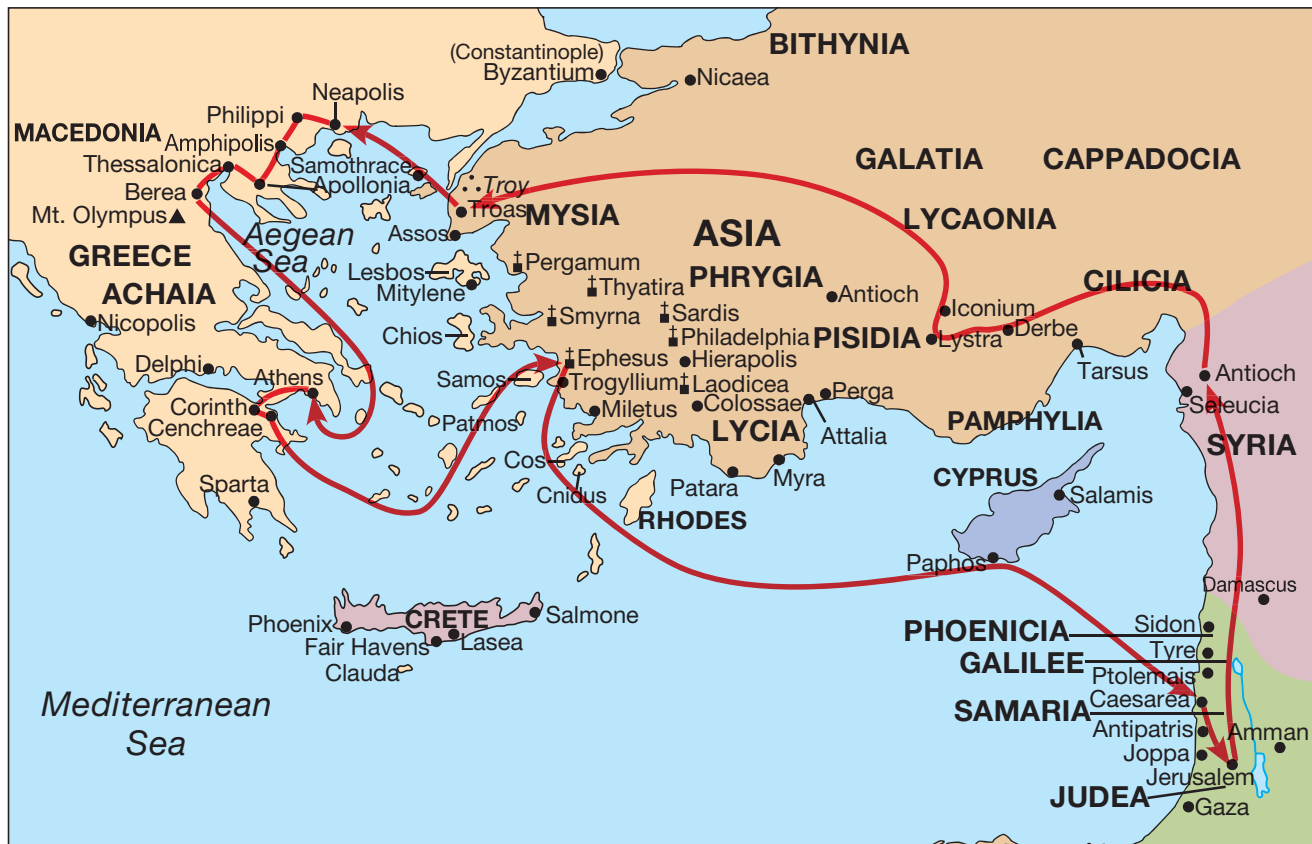 BITHYNIA
(Constantinople)
Byzantium
Nicaea
Neapolis
Philippi
MACEDONIA
Amphipolis
Thessalonica
Samothrace
Apollonia
GALATIA
CAPPADOCIA
Berea
Troy
Troas
Mt. Olympus
MYSIA
LYCAONIA
Aegean
Sea
Assos
ASIA
GREECE
Pergamum
PHRYGIA
Lesbos
Mitylene
Thyatira
CILICIA
ACHAIA
Antioch
Nicopolis
Smyrna
Sardis
Iconium
Chios
Philadelphia
PISIDIA
Lystra
Derbe
Delphi
Ephesus
Hierapolis
Tarsus
Antioch
Athens
Samos
Trogyllium
Laodicea
Perga
Seleucia
Corinth
Cenchreae
Patmos
Miletus
Colossae
PAMPHYLIA
LYCIA
Attalia
SYRIA
Cos
Cnidus
Myra
CYPRUS
Sparta
Patara
Salamis
RHODES
Paphos
Damascus
CRETE
Salmone
Phoenix
Fair Havens
Lasea
Clauda
PHOENICIA
Sidon
GALILEE
Tyre
Ptolemais
Mediterranean
Sea
SAMARIA
Caesarea
Antipatris
Amman
Joppa
Jerusalem
JUDEA
Gaza